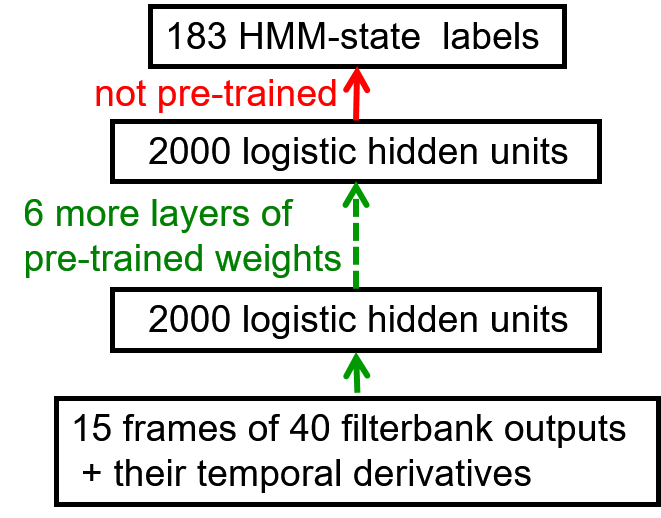 183 HMM-state labels
not pre-trained
2000 logistic hidden units
6 more layers of
pre-trained weights
2000 logistic hidden units
15 frames of 40 filterbank outputs
+ their temporal derivatives